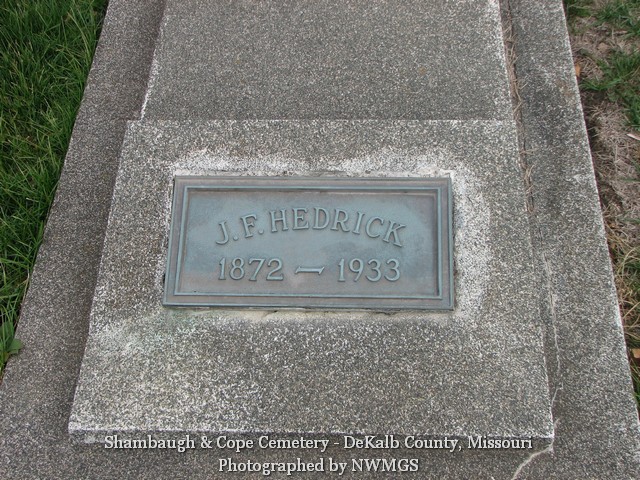 J. F. HEDRICK
1872 — 1933
Shambaugh & Cope Cemetery - DeKalb County, Missouri
Photographed by NWMGS